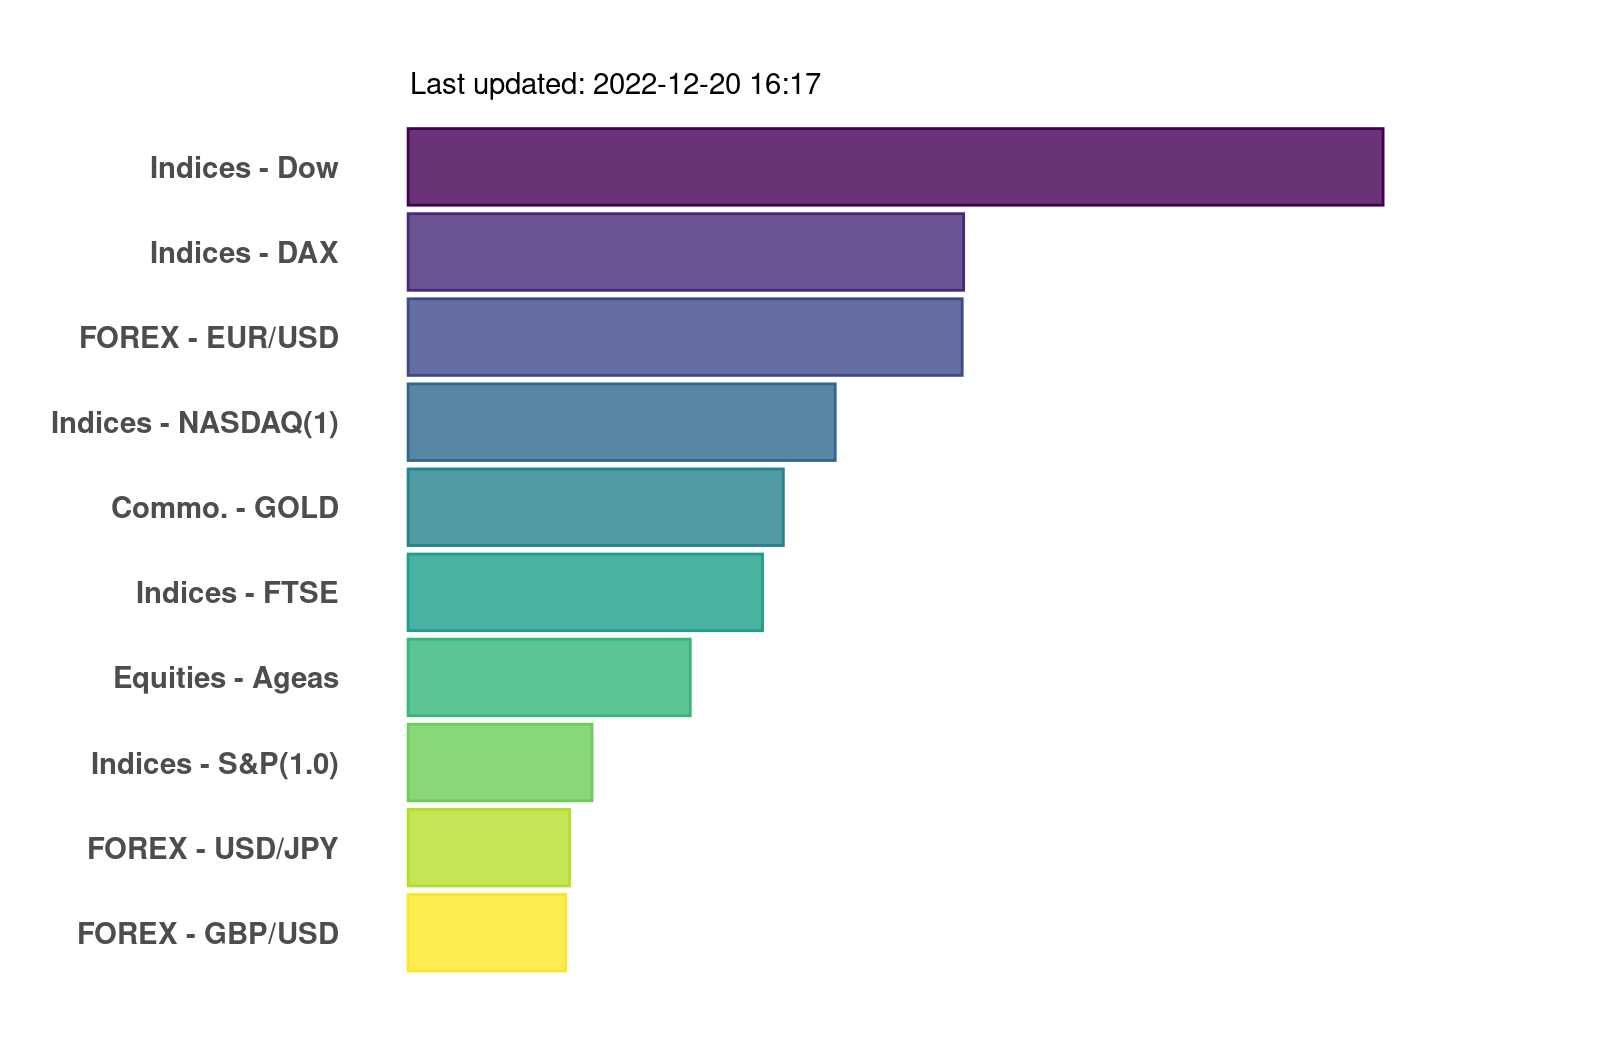 Last updated: 2022-12-20 16:17
Indices - Dow
Indices - DAX
FOREX - EUR/USD
Indices - NASDAQ(1)
Commo. - GOLD
Indices - FTSE
Equities - Ageas
Indices - S&P(1.0)
FOREX - USD/JPY
FOREX - GBP/USD